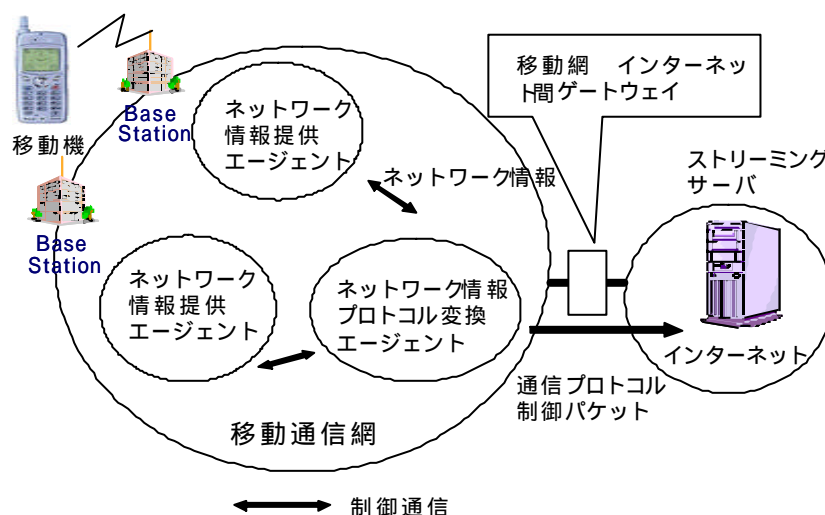 移動機
Base
Station
Base
Station
ネットワーク
情報提供
エージェント
ネットワーク情報
ネットワーク
情報提供
エージェント
ネットワーク情報
プロトコル変換
エージェント
移動通信網
移動網　インターネッ
ト間ゲートウェイ
ストリーミング
サーバ
インターネット
通信プロトコル
制御パケット
制御通信